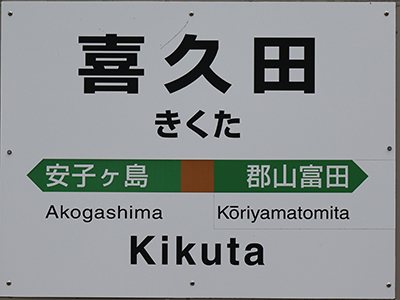 喜久田
きくた
安子ヶ島 郡山富田
Akogashima Kōriyamatomita
Kikuta